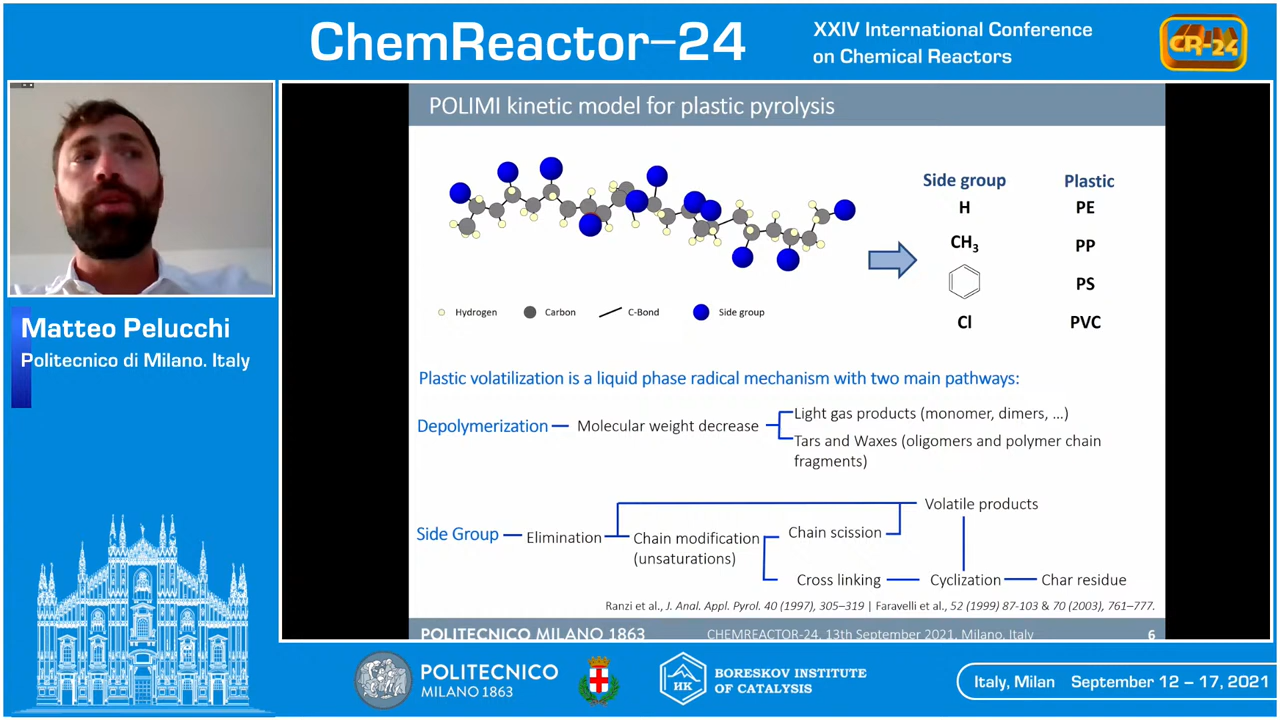 ChemReactor–24
XXIV International Conference
on Chemical Reactors
CR-24
POLIMI kinetic model for plastic pyrolysis
Side group Plastic
H PE
CH₃ PP
PS
Cl PVC
Hydrogen Carbon C-Bond Side group
Matteo Pelucchi
Politecnico di Milano. Italy
Plastic volatilization is a liquid phase radical mechanism with two main pathways:
Depolymerization Molecular weight decrease
Light gas products (monomer, dimers, ...)
Tars and Waxes (oligomers and polymer chain
fragments)
Side Group Elimination Chain modification
(unsaturations)
Chain scission
Volatile products
Cross linking Cyclization Char residue
Ranzi et al., J. Anal. Appl. Pyrol. 40 (1997), 305–319 | Faravelli et al., 52 (1999) 87-103 & 70 (2003), 761–777.
POLITECNICO MILANO 1863 CHEMREACTOR-24, 13th September 2021, Milano, Italy 6
POLITECNICO
MILANO 1863
НК
BORESKOV INSTITUTE
OF CATALYSIS
Italy, Milan September 12 – 17, 2021